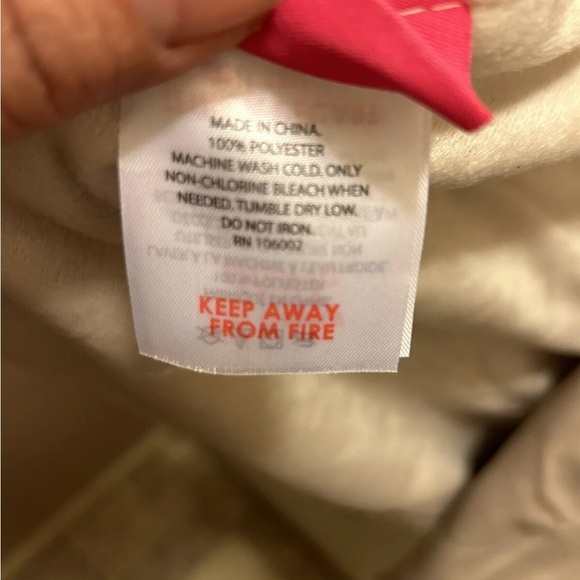 MADE IN CHINA.
100% POLYESTER
MACHINE WASH COLD. ONLY
NON-CHLORINE BLEACH WHEN
NEEDED. TUMBLE DRY LOW.
DO NOT IRON.
RN 106002
KEEP AWAY
FROM FIRE